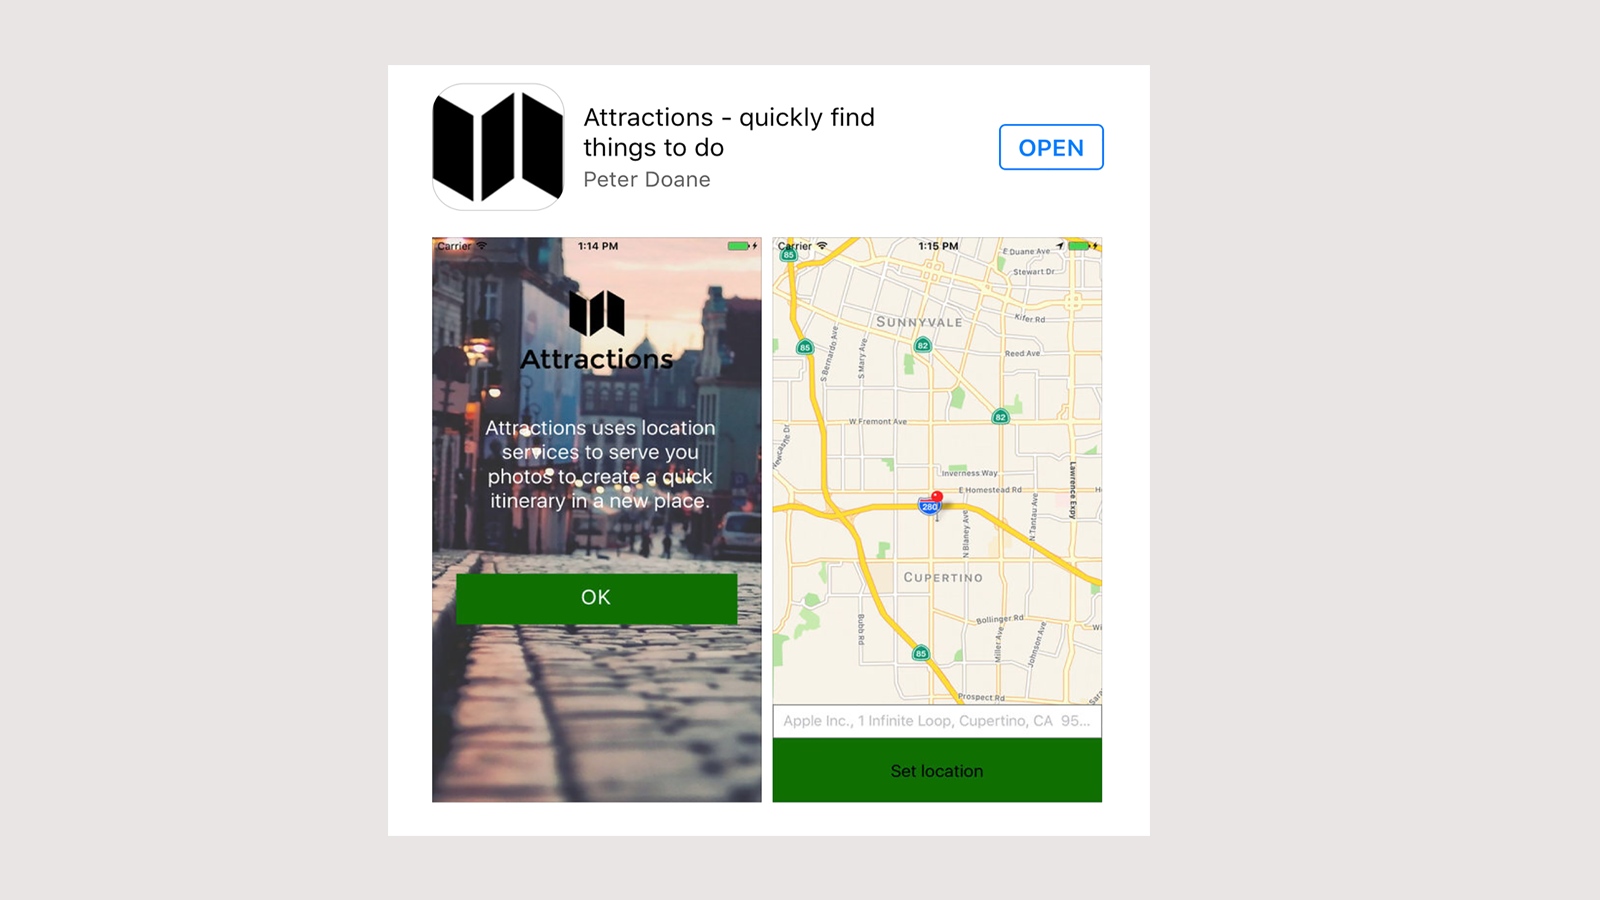 Attractions - quickly find
things to do
Peter Doane
OPEN
Carrier
1:14 PM
Attractions
Attractions uses location
services to serve you
photos to create a quick
itinerary in a new place.
OK
Carrier
1:15 PM
85
E Duane Ave
Stewart Dr
SUNNYVALE
Kifer Rd
85
82
Reed Ave
S Bernardo Ave
S Mary Ave
82
W Fremont Ave
Newcastle Dr
Inverness Way
Lawrence Expy
E Homestead Rd
H
280
N Blaney Ave
N Tantau Ave
CUPERTINO
Bubb Rd
Bollinger Rd
Wi
Miller Ave
Johnson Ave
85
Prospect Rd
Sara
Apple Inc., 1 Infinite Loop, Cupertino, CA 95...
Set location